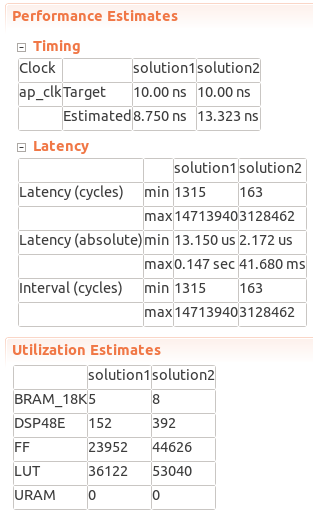 Performance Estimates
Timing
Clock solution1 solution2
ap_clk Target 10.00 ns 10.00 ns
Estimated 8.750 ns 13.323 ns
Latency
solution1 solution2
Latency (cycles) min 1315 163
max 14713940 3128462
Latency (absolute) min 13.150 us 2.172 us
max 0.147 sec 41.680 ms
Interval (cycles) min 1315 163
max 14713940 3128462
Utilization Estimates
solution1 solution2
BRAM_18K 5 8
DSP48E 152 392
FF 23952 44626
LUT 36122 53040
URAM 0 0